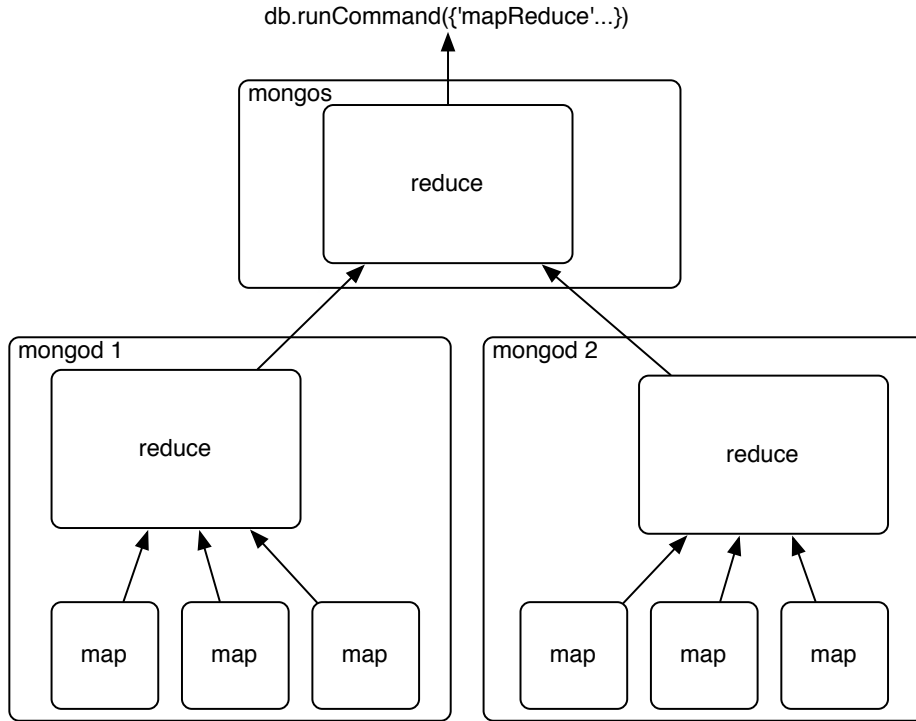 db.runCommand({'mapReduce'...})
mongos
reduce
mongod 1
mongod 2
reduce
reduce
map
map
map
map
map
map